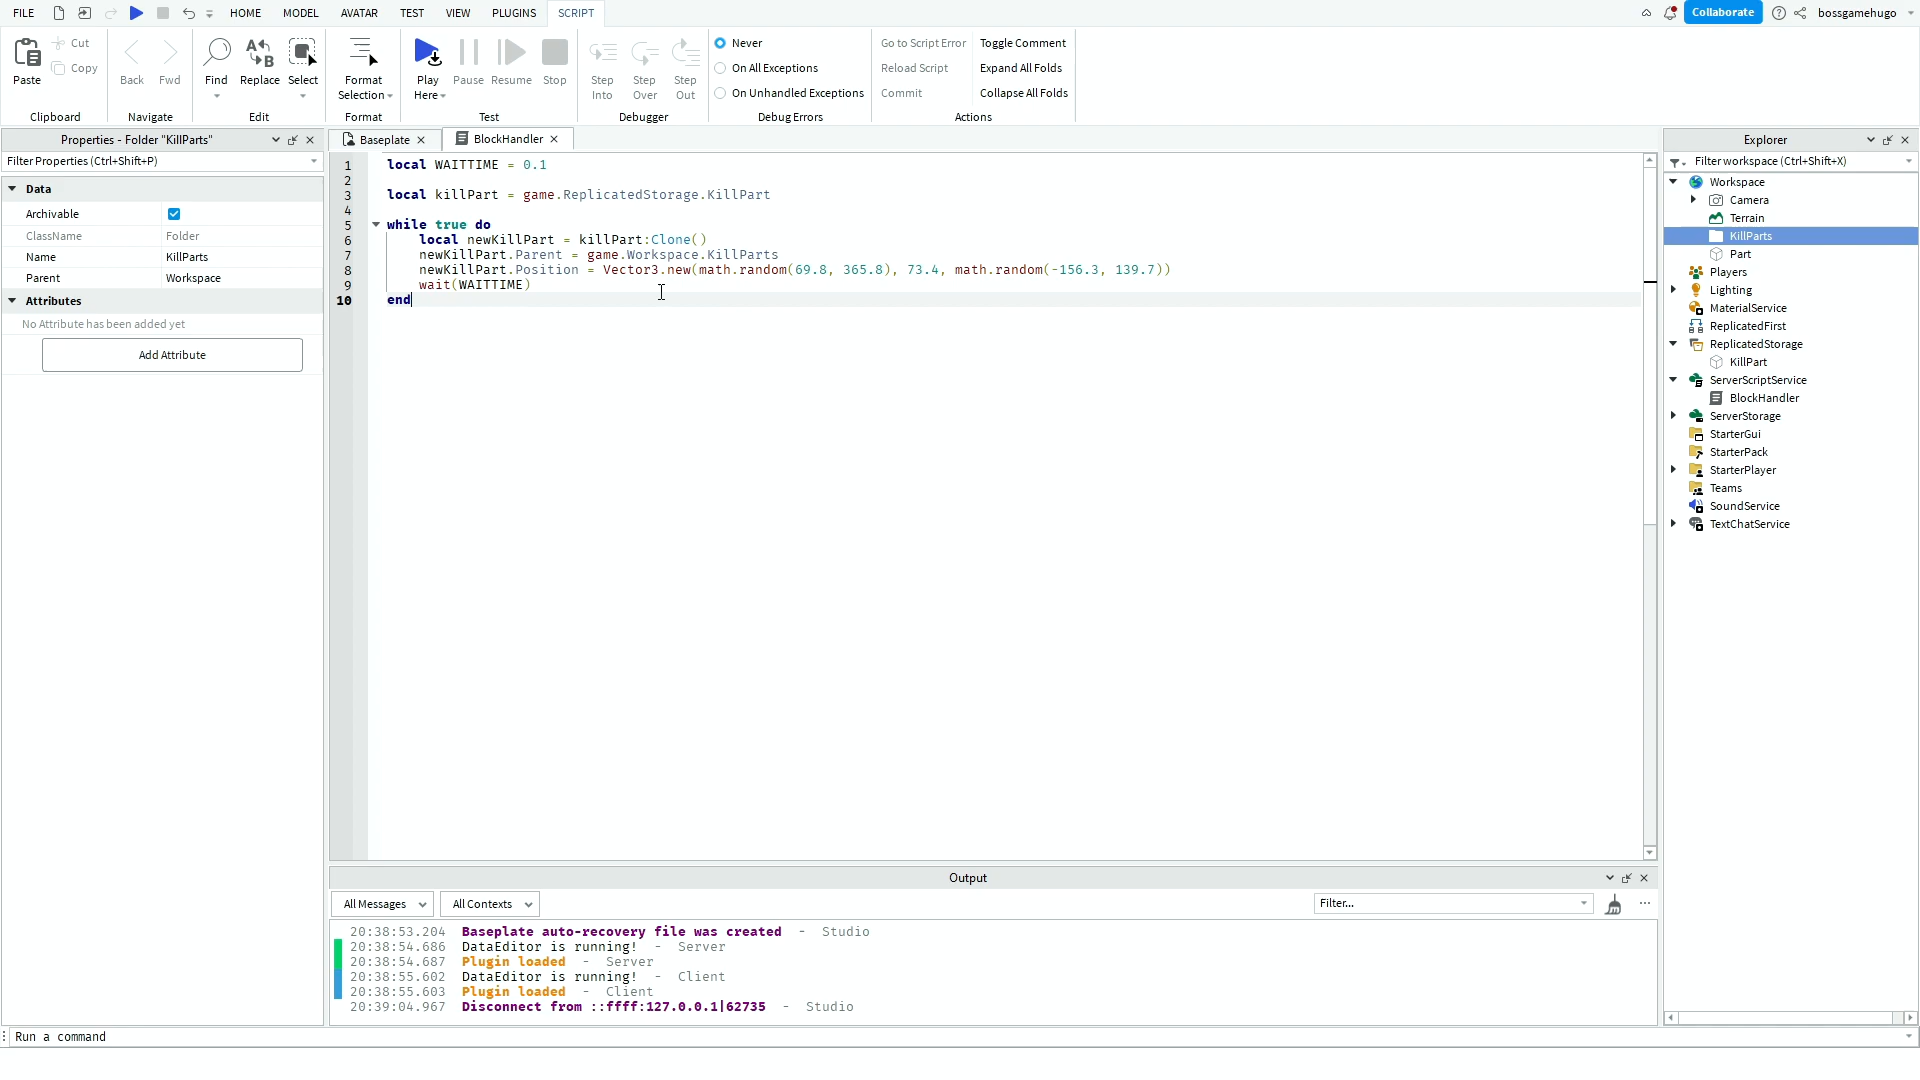 FILE HOME MODEL AVATAR TEST VIEW PLUGINS SCRIPT Collaborate bossgamehugo
Paste Cut Copy Back Fwd Find Replace Select Format Selection Play Here Pause Resume Stop Step Into Step Over Step Out
Never
On All Exceptions
On Unhandled Exceptions
Go to Script Error Toggle Comment
Reload Script Expand All Folds
Commit Collapse All Folds
Clipboard Navigate Edit Format Test Debugger Debug Errors Actions
Properties - Folder "KillParts"
Filter Properties (Ctrl+Shift+P)
Data
Archivable
ClassName Folder
Name KillParts
Parent Workspace
Attributes
No Attribute has been added yet
Add Attribute
Baseplate BlockHandler
1 local WAITTIME = 0.1
2
3 local killPart = game.ReplicatedStorage.KillPart
4
5 while true do
6 local newKillPart = killPart:Clone()
7 newKillPart.Parent = game.Workspace.KillParts
8 newKillPart.Position = Vector3.new(math.random(69.8, 365.8), 73.4, math.random(-156.3, 139.7))
9 wait(WAITTIME)
10 end
Output
All Messages All Contexts Filter...
20:38:53.204 Baseplate auto-recovery file was created - Studio
20:38:54.686 DataEditor is running! - Server
20:38:54.687 Plugin loaded - Server
20:38:55.602 DataEditor is running! - Client
20:38:55.603 Plugin loaded - Client
20:39:04.967 Disconnect from ::ffff:127.0.0.1|62735 - Studio
Run a command
Explorer
Filter workspace (Ctrl+Shift+X)
Workspace
Camera
Terrain
KillParts
Part
Players
Lighting
MaterialService
ReplicatedFirst
ReplicatedStorage
KillPart
ServerScriptService
BlockHandler
ServerStorage
StarterGui
StarterPack
StarterPlayer
Teams
SoundService
TextChatService